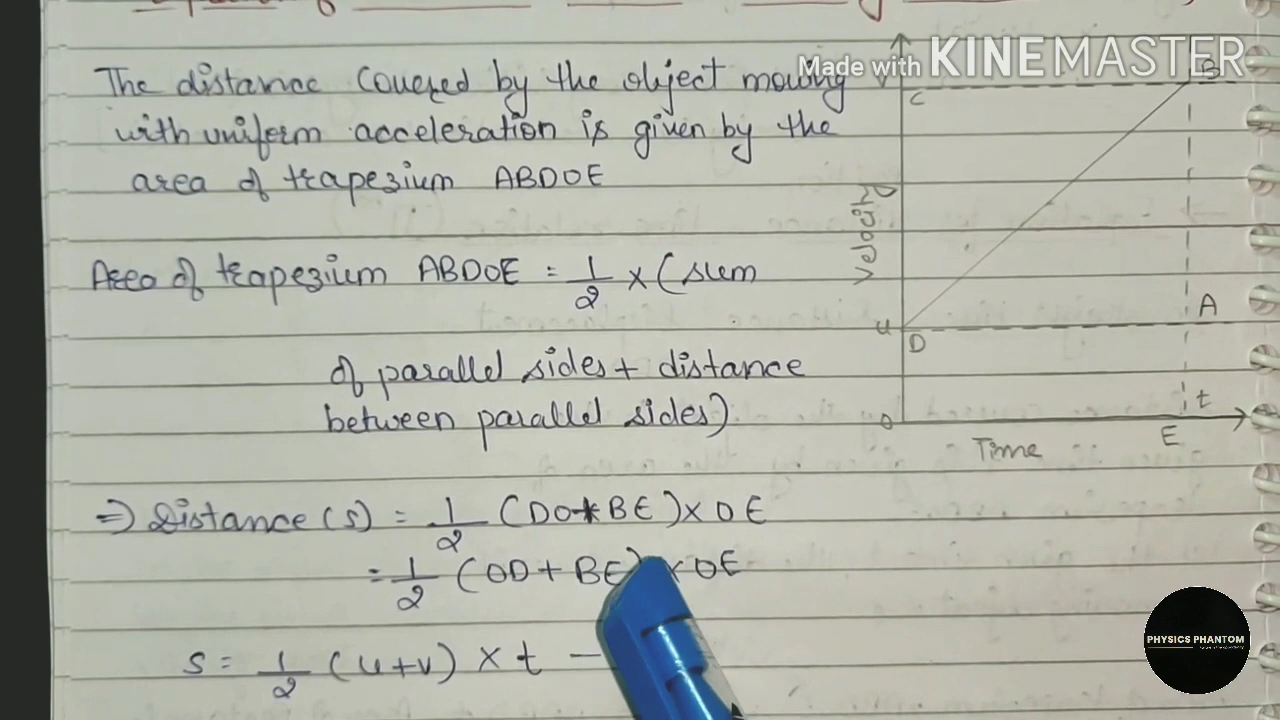 Made with KINEMASTER
The distance Covered by the object moving
with uniform acceleration is given by the
area of trapezium ABDOE
Area of trapezium ABDOE = 1/2 × (sum
of parallel sides + distance
between parallel sides)
⇒ Distance (s) = 1/2 (DO+BE) × OE
= 1/2 (OD + BE) × OE
s = 1/2 (u+v) × t —
V
C
B
Velocity
u
D
A
O
t
E
Time
PHYSICS PHANTOM